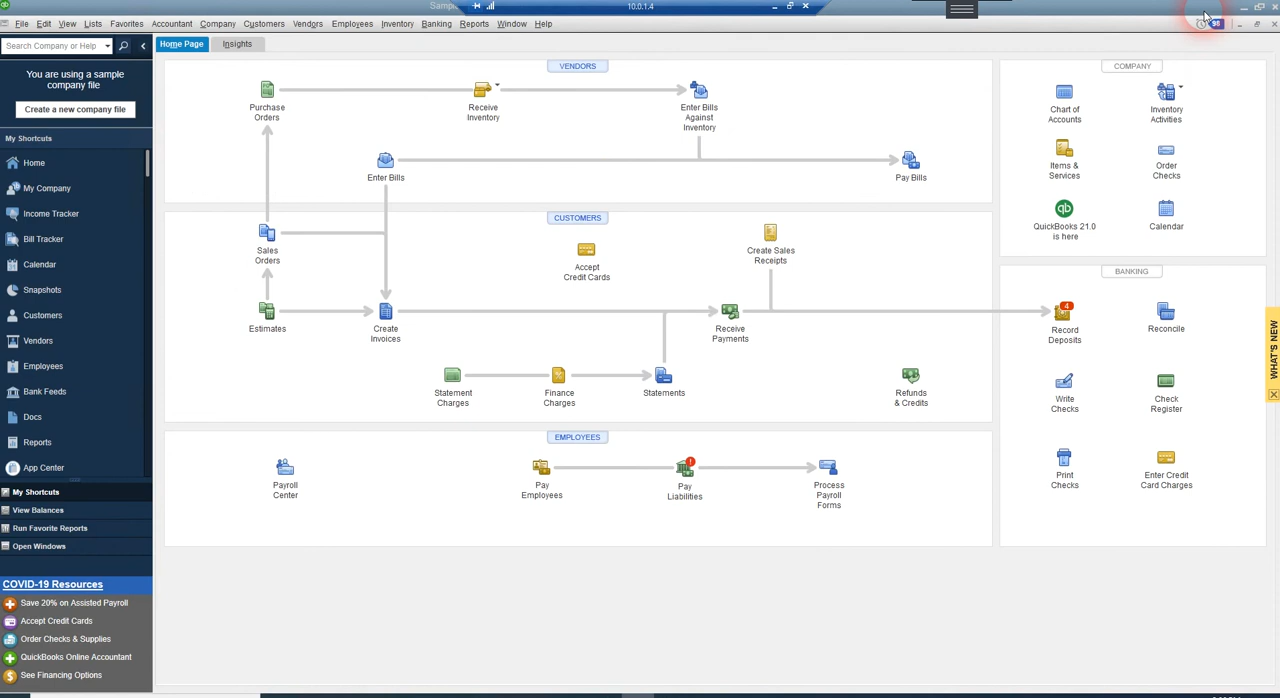 Sampl
10.0.1.4
File Edit View Lists Favorites Accountant Company Customers Vendors Employees Inventory Banking Reports Window Help
98
Search Company or Help
Home Page
Insights
You are using a sample
company file
Create a new company file
My Shortcuts
Home
My Company
Income Tracker
Bill Tracker
Calendar
Snapshots
Customers
Vendors
Employees
Bank Feeds
Docs
Reports
App Center
My Shortcuts
View Balances
Run Favorite Reports
Open Windows
COVID-19 Resources
Save 20% on Assisted Payroll
Accept Credit Cards
Order Checks & Supplies
QuickBooks Online Accountant
See Financing Options
VENDORS
Purchase
Orders
Receive
Inventory
Enter Bills
Against
Inventory
Enter Bills
Pay Bills
CUSTOMERS
Sales
Orders
Accept
Credit Cards
Create Sales
Receipts
Estimates
Create
Invoices
Receive
Payments
Statement
Charges
Finance
Charges
Statements
Refunds
& Credits
EMPLOYEES
Payroll
Center
Pay
Employees
Pay
Liabilities
Process
Payroll
Forms
COMPANY
Chart of
Accounts
Inventory
Activities
Items &
Services
Order
Checks
qb
QuickBooks 21.0
is here
Calendar
BANKING
4
Record
Deposits
Reconcile
Write
Checks
Check
Register
Print
Checks
Enter Credit
Card Charges
WHAT'S NEW